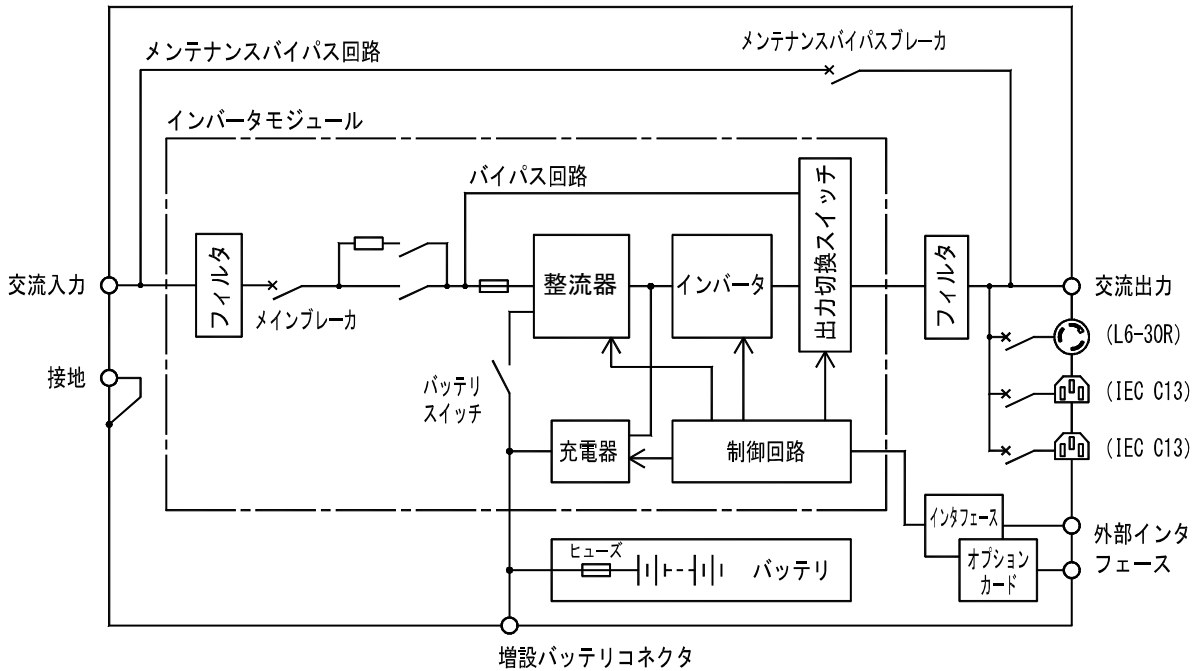 メンテナンスバイパス回路
メンテナンスバイパスブレーカ
インバータモジュール
バイパス回路
出力切換スイッチ
フィルタ
整流器
インバータ
フィルタ
交流入力
メインブレーカ
交流出力
(L6-30R)
接地
バッテリ
スイッチ
(IEC C13)
充電器
制御回路
(IEC C13)
インタフェース
外部インタ
フェース
ヒューズ
バッテリ
オプション
カード
増設バッテリコネクタ